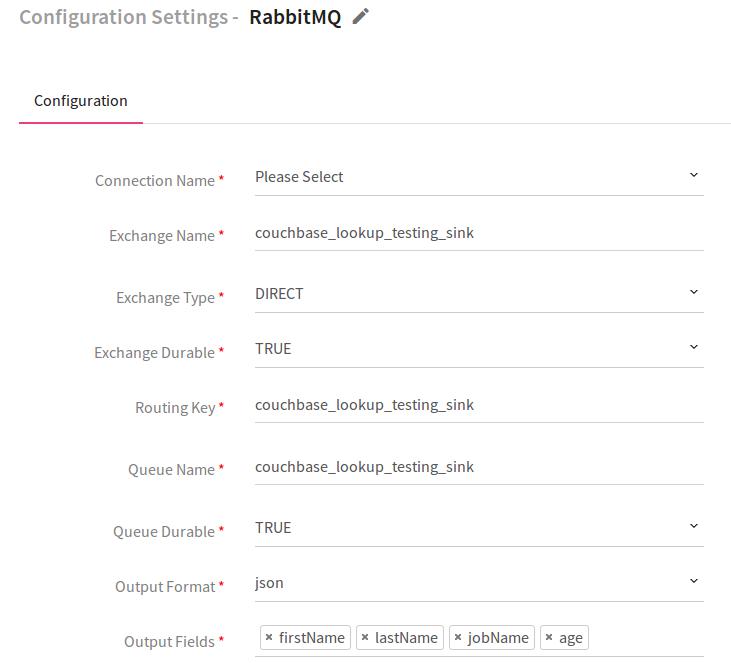 Configuration Settings - RabbitMQ
Configuration
Connection Name * Please Select
Exchange Name * couchbase_lookup_testing_sink
Exchange Type * DIRECT
Exchange Durable * TRUE
Routing Key * couchbase_lookup_testing_sink
Queue Name * couchbase_lookup_testing_sink
Queue Durable * TRUE
Output Format * json
Output Fields * × firstName × lastName × jobName × age